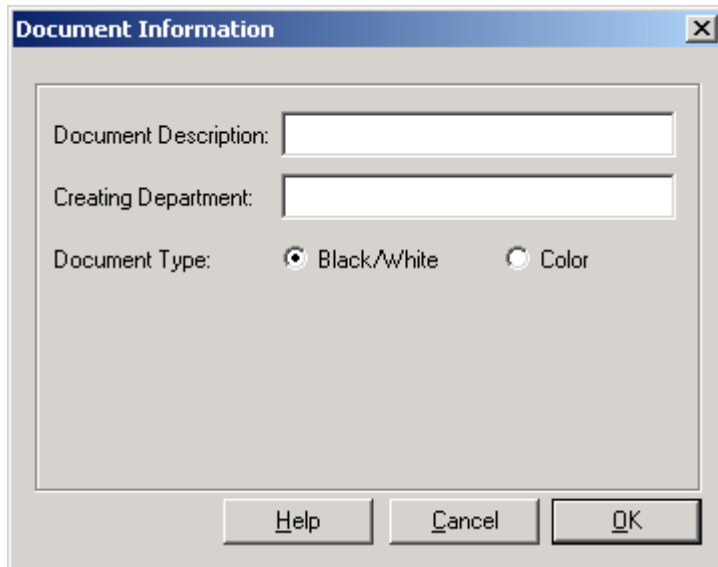 Document Information
Document Description:
Creating Department:
Document Type: Black/White Color
Help Cancel OK